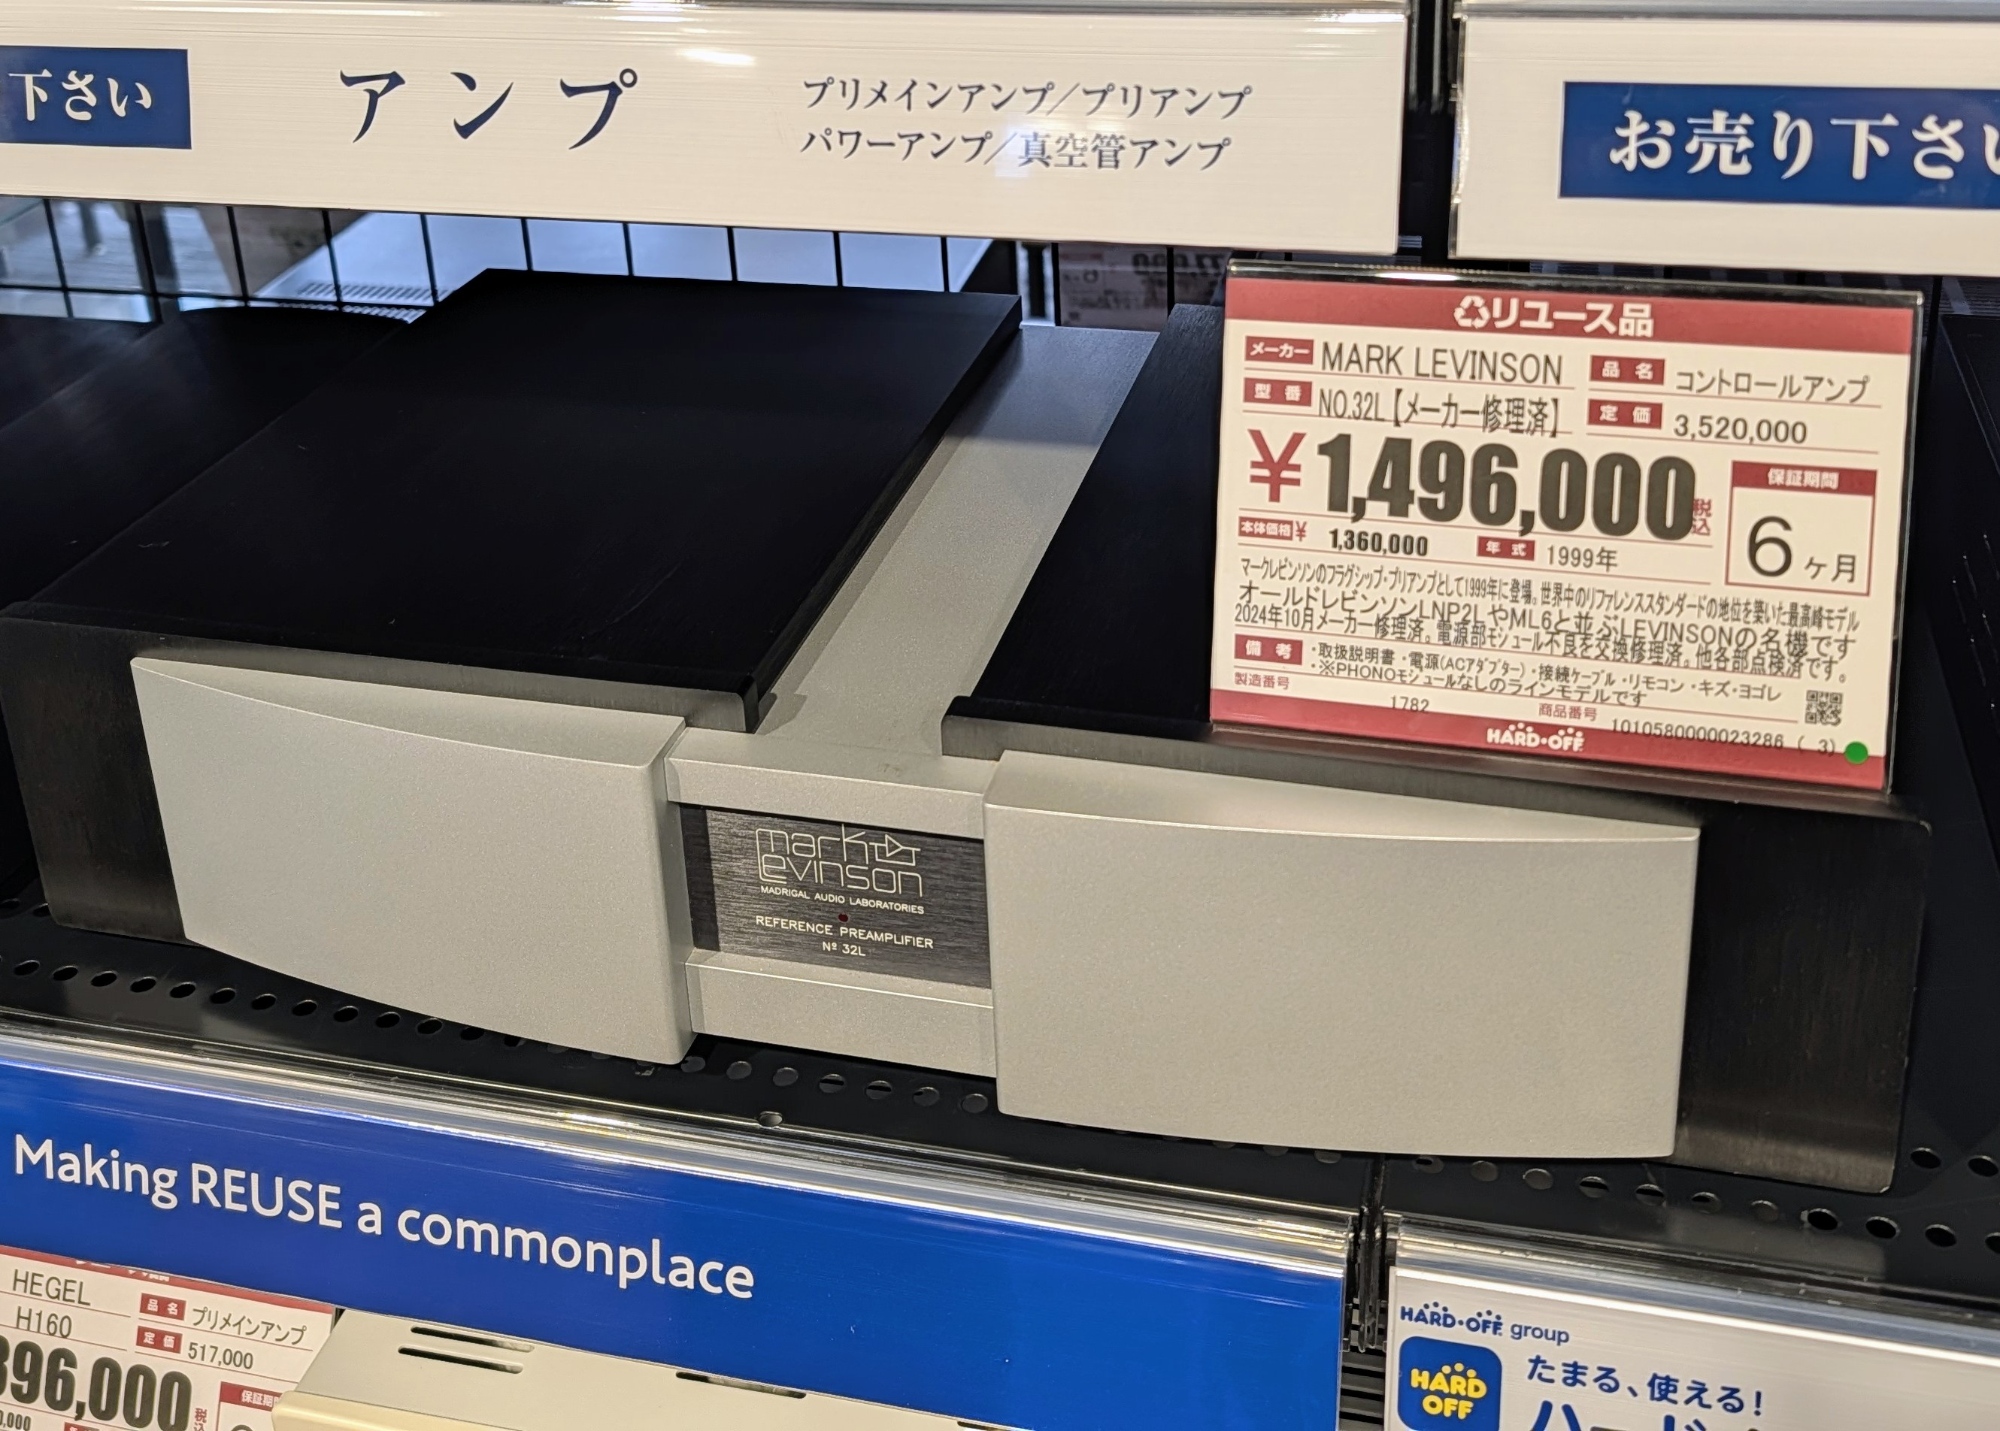 下さい
アンプ
プリメインアンプ/プリアンプ
パワーアンプ/真空管アンプ
お売り下さい
リユース品
メーカー MARK LEVINSON 品名 コントロールアンプ
型番 NO.32L【メーカー修理済】 定価 3,520,000
¥1,496,000 税込
保証期間
6ヶ月
本体価格¥ 1,360,000 年式 1999年
マークレビンソンのフラグシップ・プリアンプとして1999年に登場。世界中のリファレンススタンダードの地位を築いた最高峰モデル
オールドレビンソンLNP2LやML6と並ぶLEVINSONの名機です
2024年10月メーカー修理済。電源部モジュール不良を交換修理済。他各部点検済です。
備考 ・取扱説明書・電源(ACアダプター)・接続ケーブル・リモコン・キズ・ヨゴレ
・※PHONOモジュールなしのラインモデルです
製造番号 1782 商品番号 1010580000023286 ( 3)
HARD・OFF
mark levinson
MADRIGAL AUDIO LABORATORIES
REFERENCE PREAMPLIFIER
Nº 32L
Making REUSE a commonplace
HEGEL 品名 プリメインアンプ
H160 定価 517,000
396,000 税込
保証期間
HARD・OFF group
HARD OFF
たまる、使える!